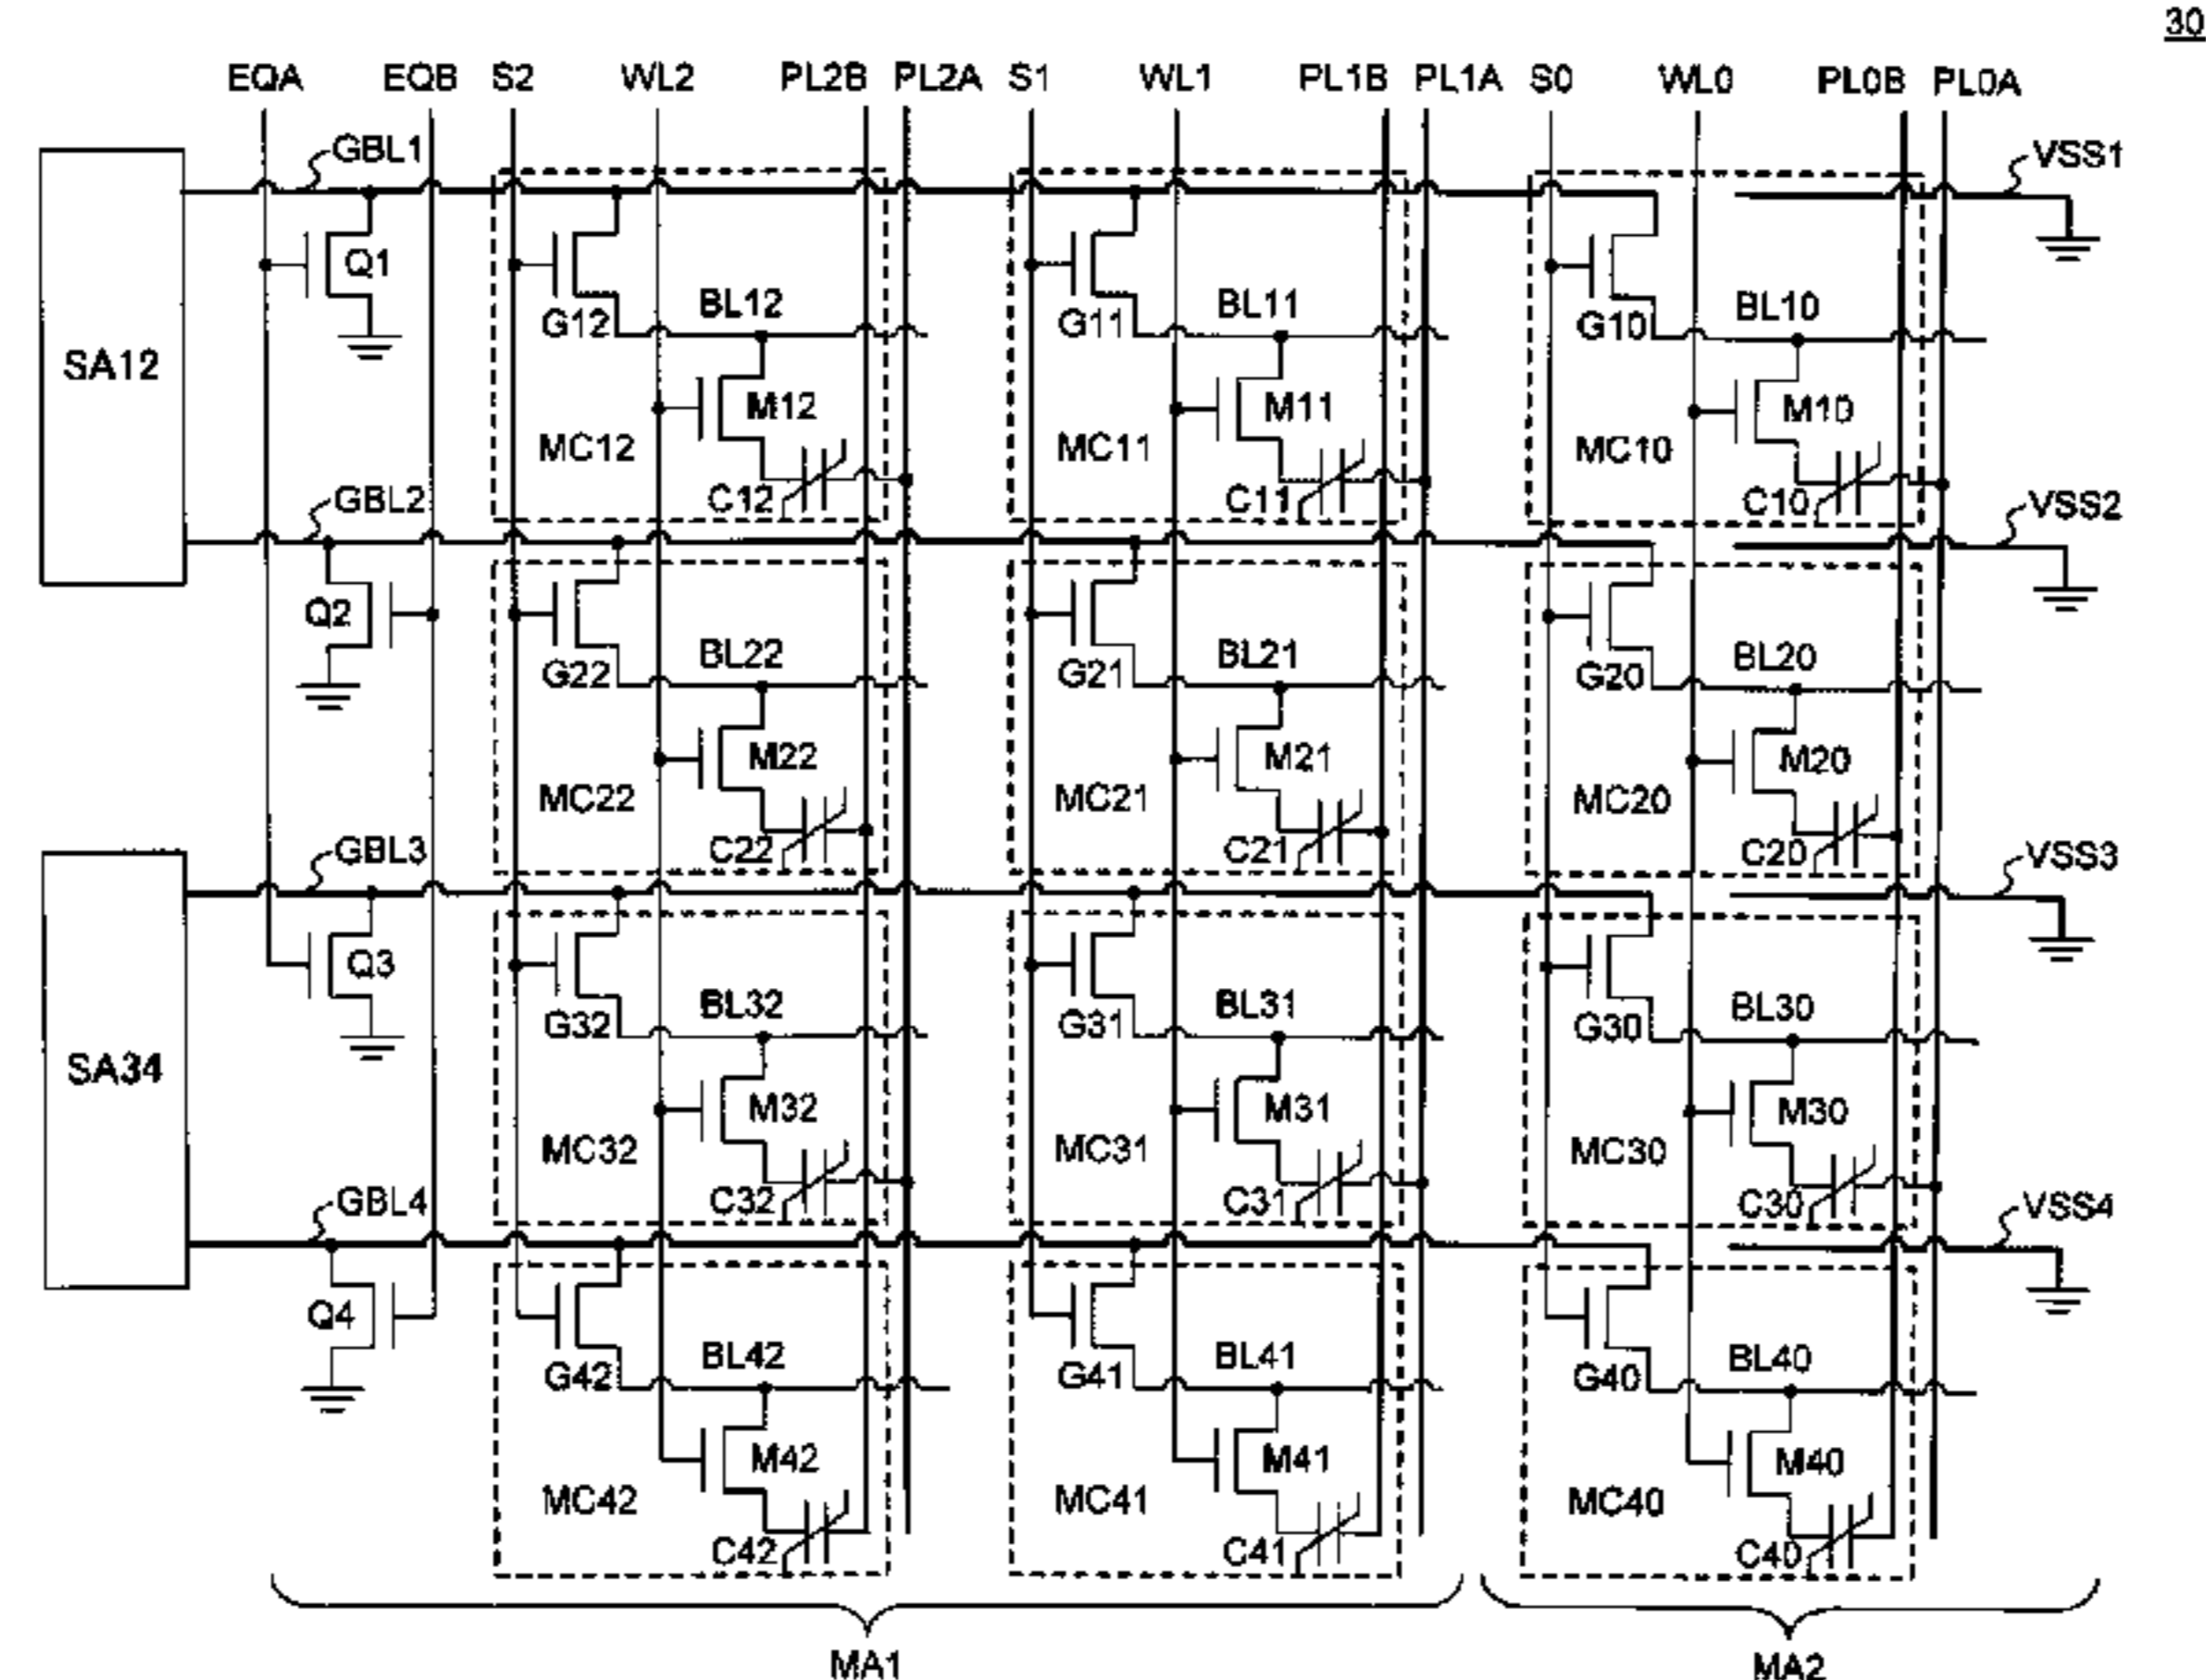 30
EQA EQB S2 WL2 PL2B PL2A S1 WL1 PL1B PL1A S0 WL0 PL0B PL0A
GBL1 VSS1
Q1
BL12 BL11 BL10
G12 G11 G10
SA12
M12 M11 M10
MC12 MC11 MC10
C12 C11 C10
GBL2 VSS2
Q2
BL22 BL21 BL20
G22 G21 G20
M22 M21 M20
MC22 MC21 MC20
C22 C21 C20
GBL3 VSS3
Q3
BL32 BL31 BL30
G32 G31 G30
SA34
M32 M31 M30
MC32 MC31 MC30
C32 C31 C30
GBL4 VSS4
Q4
BL42 BL41 BL40
G42 G41 G40
M42 M41 M40
MC42 MC41 MC40
C42 C41 C40
MA1 MA2